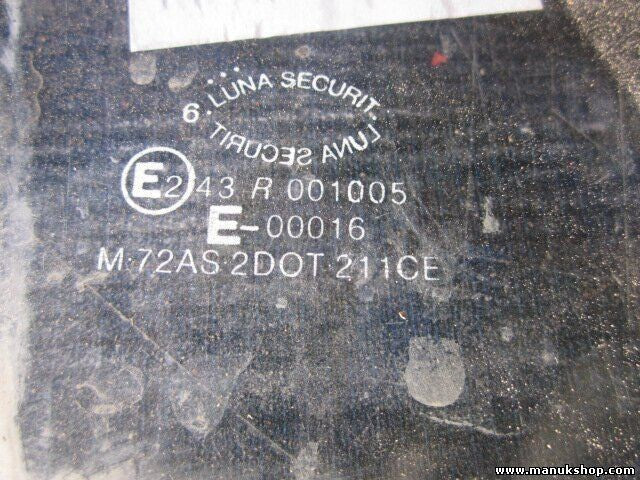 6 · LUNA SECURIT.
LUNA SECURIT
E2 43 R 001005
E-00016
M·72AS·2DOT·211CE
www.manukshop.com